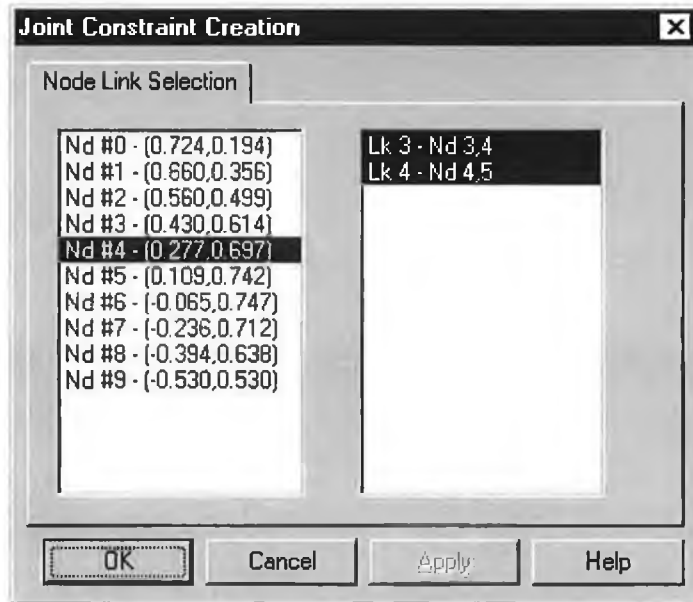 Joint Constraint Creation
Node Link Selection
Nd #0 - (0.724,0.194)
Nd #1 - (0.660,0.356)
Nd #2 - (0.560,0.499)
Nd #3 - (0.430,0.614)
Nd #4 - (0.277,0.697)
Nd #5 - (0.109,0.742)
Nd #6 - (-0.065,0.747)
Nd #7 - (-0.236,0.712)
Nd #8 - (-0.394,0.638)
Nd #9 - (-0.530,0.530)
Lk 3 - Nd 3,4
Lk 4 - Nd 4,5
OK
Cancel
Apply
Help